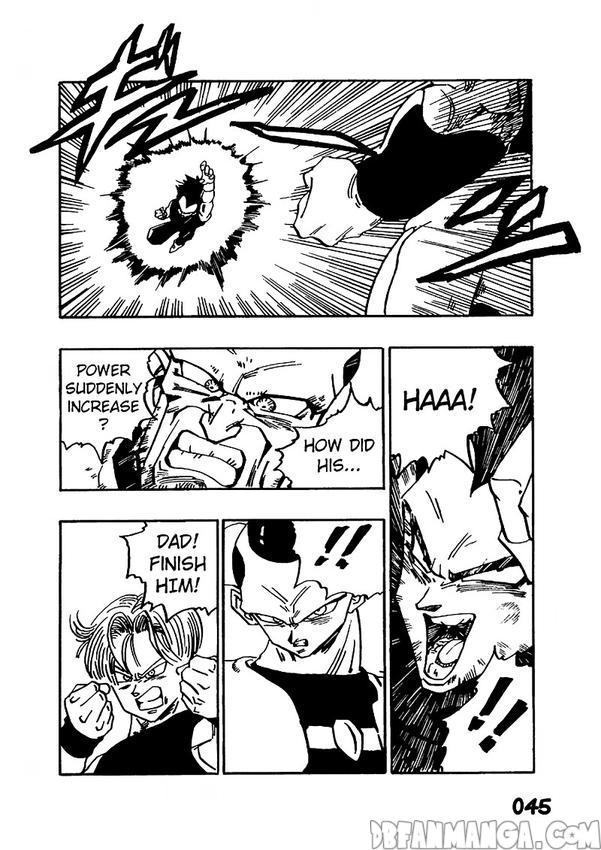 HAAA!
HOW DID
HIS...
POWER
SUDDENLY
INCREASE
?
!!
!!
DAD!
FINISH
HIM!
045
DBFANMANGA.COM